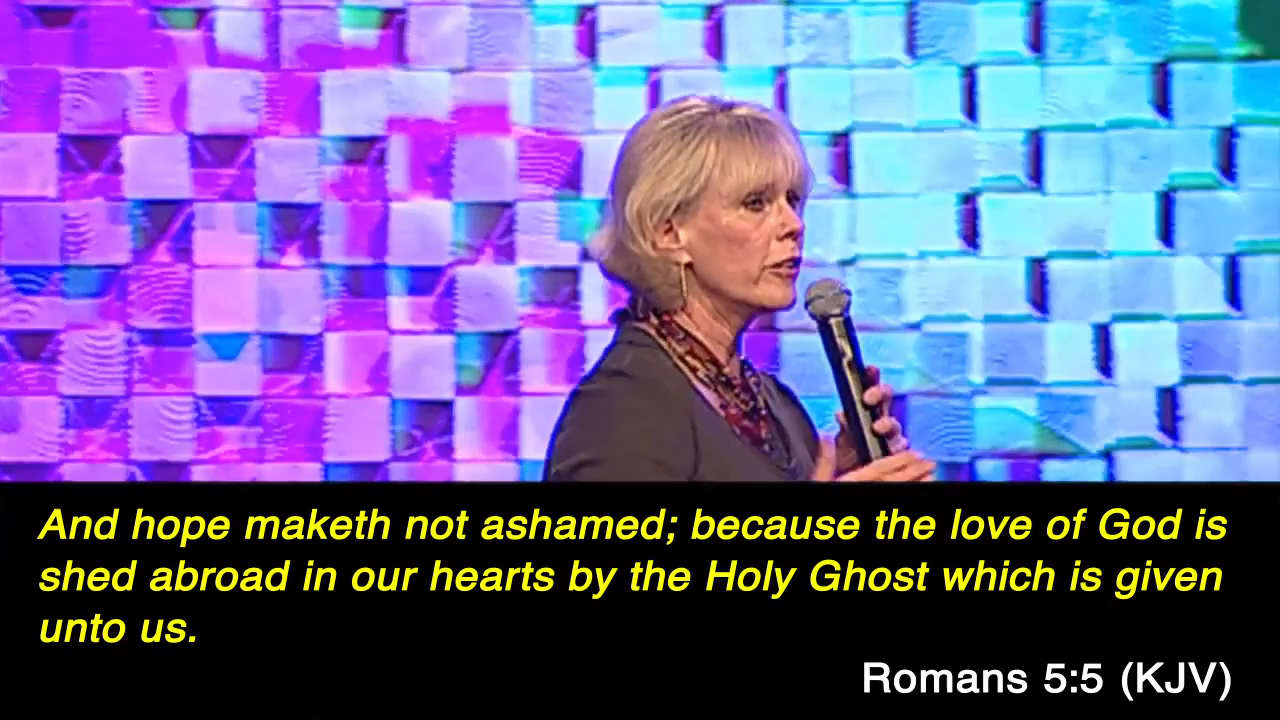 And hope maketh not ashamed; because the love of God is
shed abroad in our hearts by the Holy Ghost which is given
unto us.
Romans 5:5 (KJV)